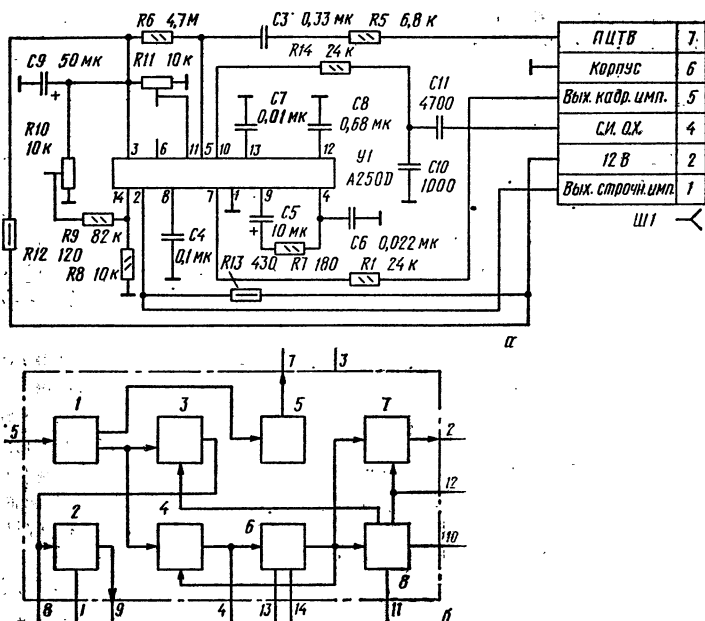 R6 4,7М
C3 0,33 мк
R5 6,8 к
ПЦТВ 7
C9 50 мк
R11 10 к
R14 24 к
Корпус 6
C7 0,01 мк
C8 0,68 мк
C11 4700
Вых. кадр. имп. 5
С.И. О.Х. 4
R10 10 к
3 6 11 5 10 13 12
У1 А250D
C10 1000
12 В 2
14 2 8 7 1 9 4
Вых. строчн. имп. 1
Ш1
R12
R9 82 к
120
R8 10 к
C4 0,1 мк
C5 10 мк
R13 430
R7 180
C6 0,022 мк
R1 24 к
а
7 3
1 3 5 7
5
2
12
2 4 6 8
10
8 1 9 4 13 14 11
б